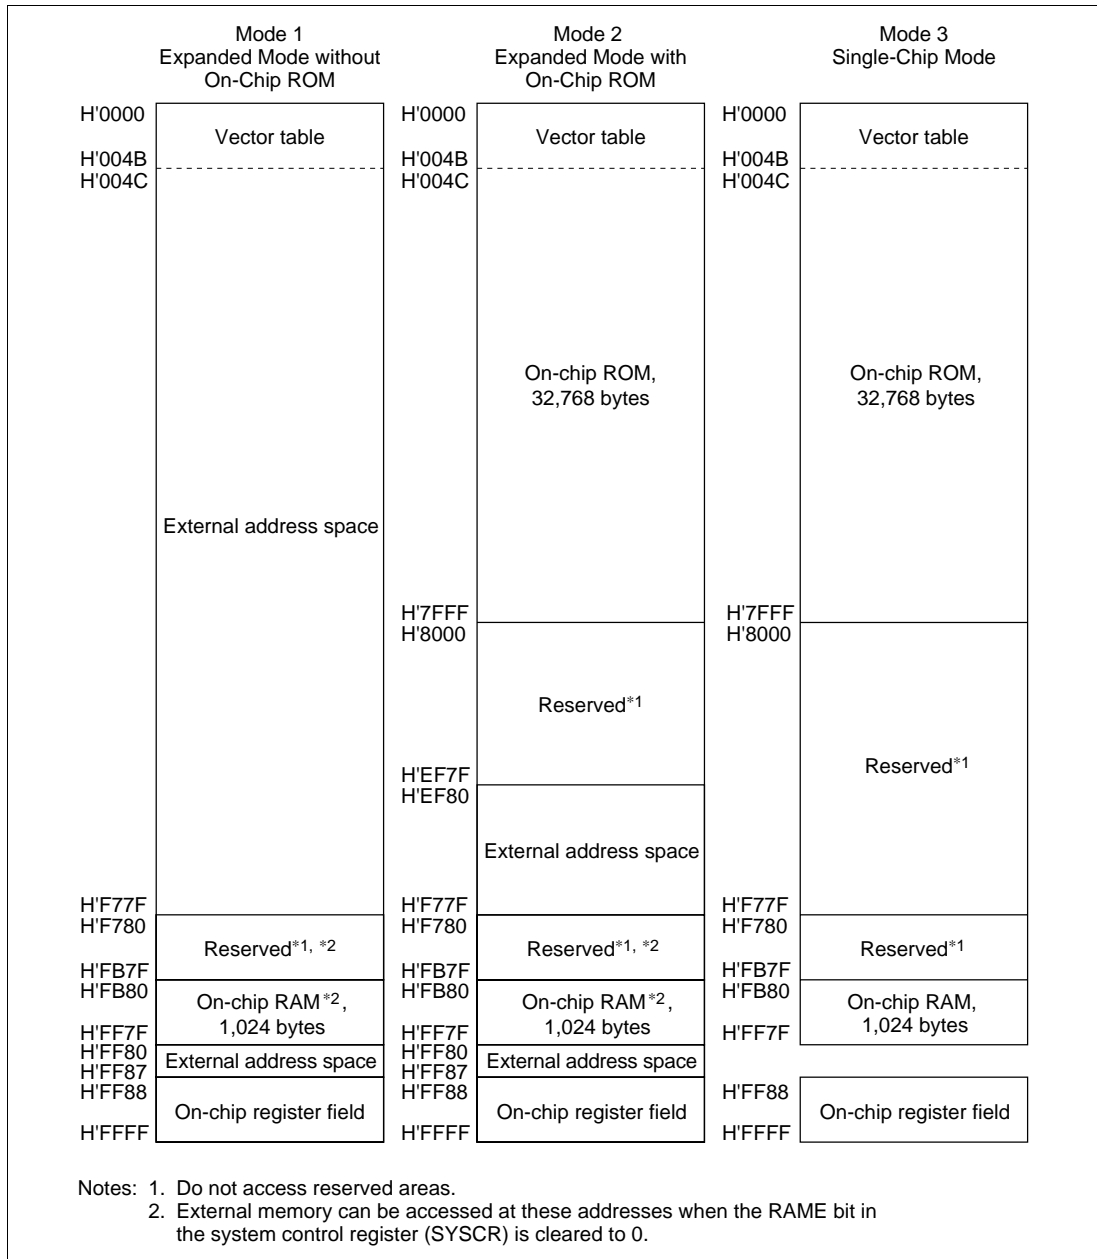 Mode 1
Expanded Mode without
On-Chip ROM
Mode 2
Expanded Mode with
On-Chip ROM
Mode 3
Single-Chip Mode
H'0000
Vector table
H'004B
H'004C
External address space
H'F77F
H'F780
Reserved*1, *2
H'FB7F
H'FB80
On-chip RAM*2,
1,024 bytes
H'FF7F
H'FF80
External address space
H'FF87
H'FF88
On-chip register field
H'FFFF
H'0000
Vector table
H'004B
H'004C
On-chip ROM,
32,768 bytes
H'7FFF
H'8000
Reserved*1
H'EF7F
H'EF80
External address space
H'F77F
H'F780
Reserved*1, *2
H'FB7F
H'FB80
On-chip RAM*2,
1,024 bytes
H'FF7F
H'FF80
External address space
H'FF87
H'FF88
On-chip register field
H'FFFF
H'0000
Vector table
H'004B
H'004C
On-chip ROM,
32,768 bytes
H'7FFF
H'8000
Reserved*1
H'F77F
H'F780
Reserved*1
H'FB7F
H'FB80
On-chip RAM,
1,024 bytes
H'FF7F
H'FF88
On-chip register field
H'FFFF
Notes: 1. Do not access reserved areas.
2. External memory can be accessed at these addresses when the RAME bit in
the system control register (SYSCR) is cleared to 0.